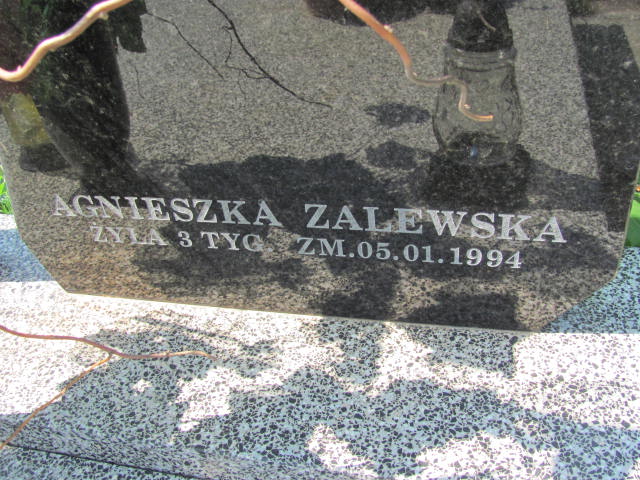 AGNIESZKA ZALEWSKA
ŻYŁA 3 TYG ZM.05.01.1994